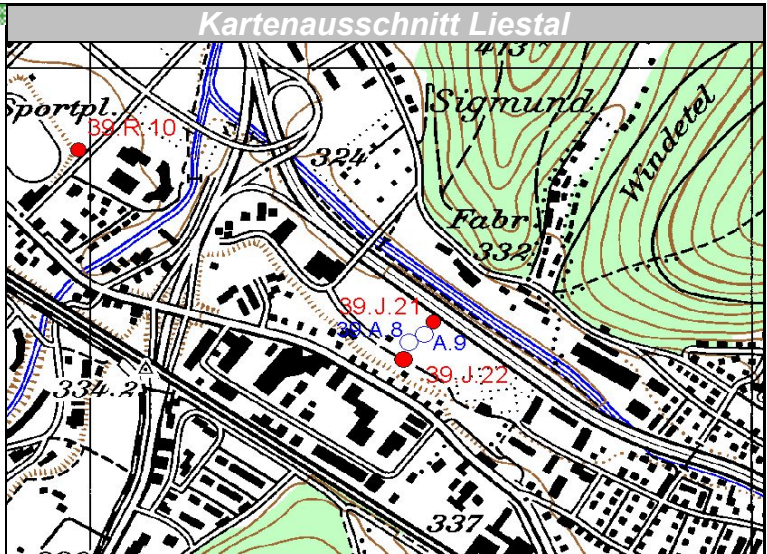 Kartenausschnitt Liestal
413
Sportpl.
Sigmund
Windetel
39.R.10
324
Fabr.
332
39.J.21
39.A.8
A.9
39.J.22
334.2
337